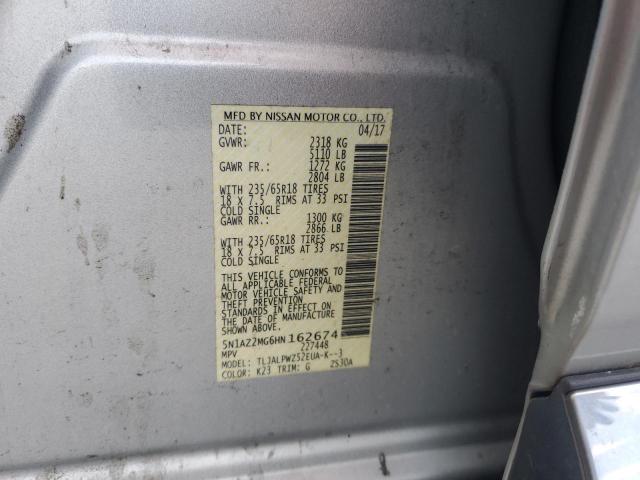 MFD BY NISSAN MOTOR CO., LTD.
DATE: 04/17
GVWR: 2318 KG
5110 LB
GAWR FR.: 1272 KG
2804 LB
WITH 235/65R18 TIRES
18 X 7.5 RIMS AT 33 PSI
COLD SINGLE
GAWR RR.: 1300 KG
2866 LB
WITH 235/65R18 TIRES
18 X 7.5 RIMS AT 33 PSI
COLD SINGLE
THIS VEHICLE CONFORMS TO
ALL APPLICABLE FEDERAL
MOTOR VEHICLE SAFETY AND
THEFT PREVENTION
STANDARDS IN EFFECT ON
THE DATE OF MANUFACTURE
SHOWN ABOVE.
5N1AZ2MG6HN162674
MPV 227448
MODEL: TLJALPWZ52EUA-K--3
COLOR: K23 TRIM: G ZS30A